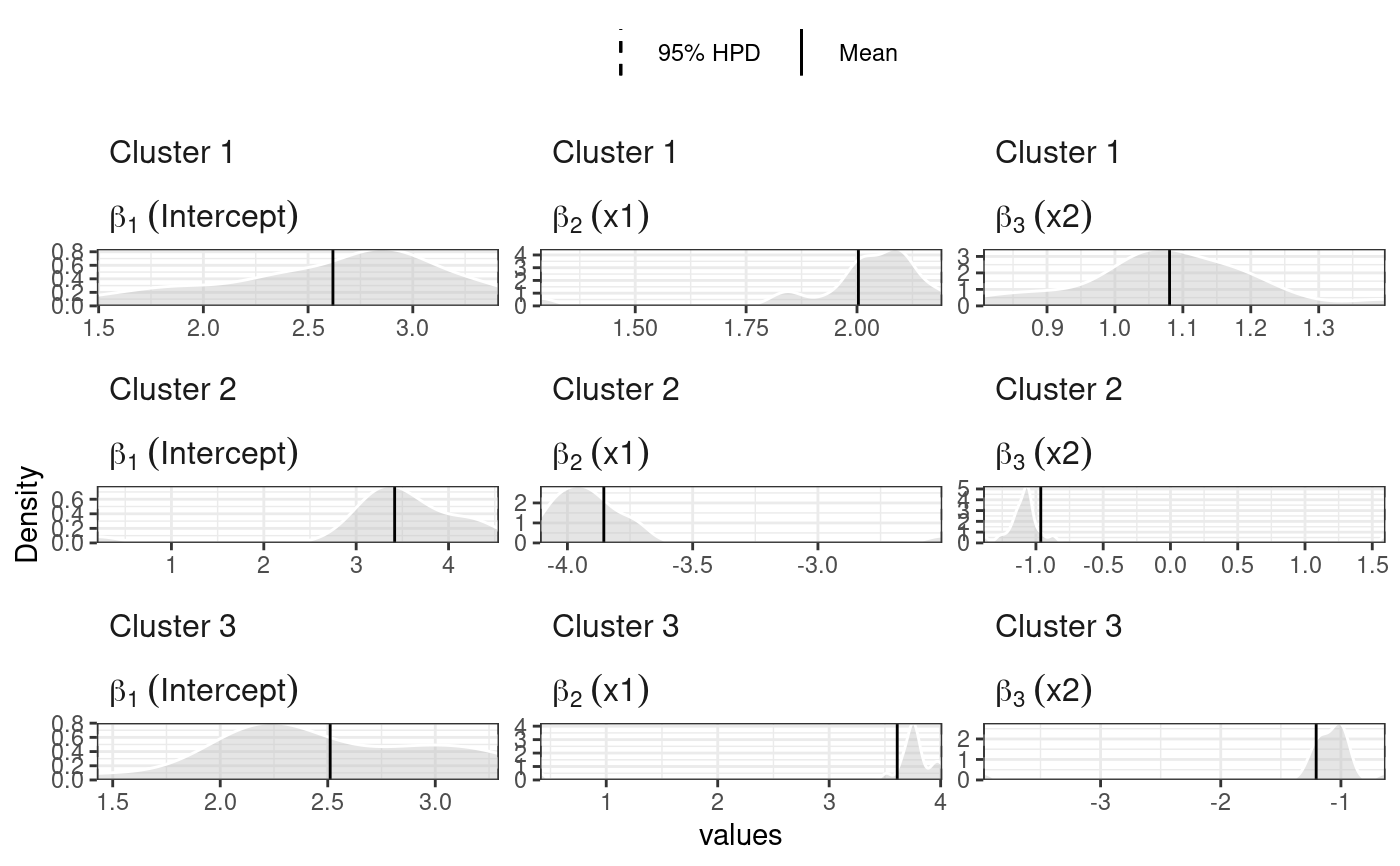 95% HPD Mean
Cluster 1 Cluster 1 Cluster 1
β1 (Intercept) β2 (x1) β3 (x2)
0.8 0.6 0.4 0.2 0.0 4 3 2 1 0 3 2 1 0
1.5 2.0 2.5 3.0 1.50 1.75 2.00 0.9 1.0 1.1 1.2 1.3
Cluster 2 Cluster 2 Cluster 2
β1 (Intercept) β2 (x1) β3 (x2)
Density
0.6 0.4 0.2 0.0 2 1 0 5 4 3 2 1 0
1 2 3 4 -4.0 -3.5 -3.0 -1.0 -0.5 0.0 0.5 1.0 1.5
Cluster 3 Cluster 3 Cluster 3
β1 (Intercept) β2 (x1) β3 (x2)
0.8 0.6 0.4 0.2 0.0 4 3 2 1 0 2 1 0
1.5 2.0 2.5 3.0 1 2 3 4 -3 -2 -1
values